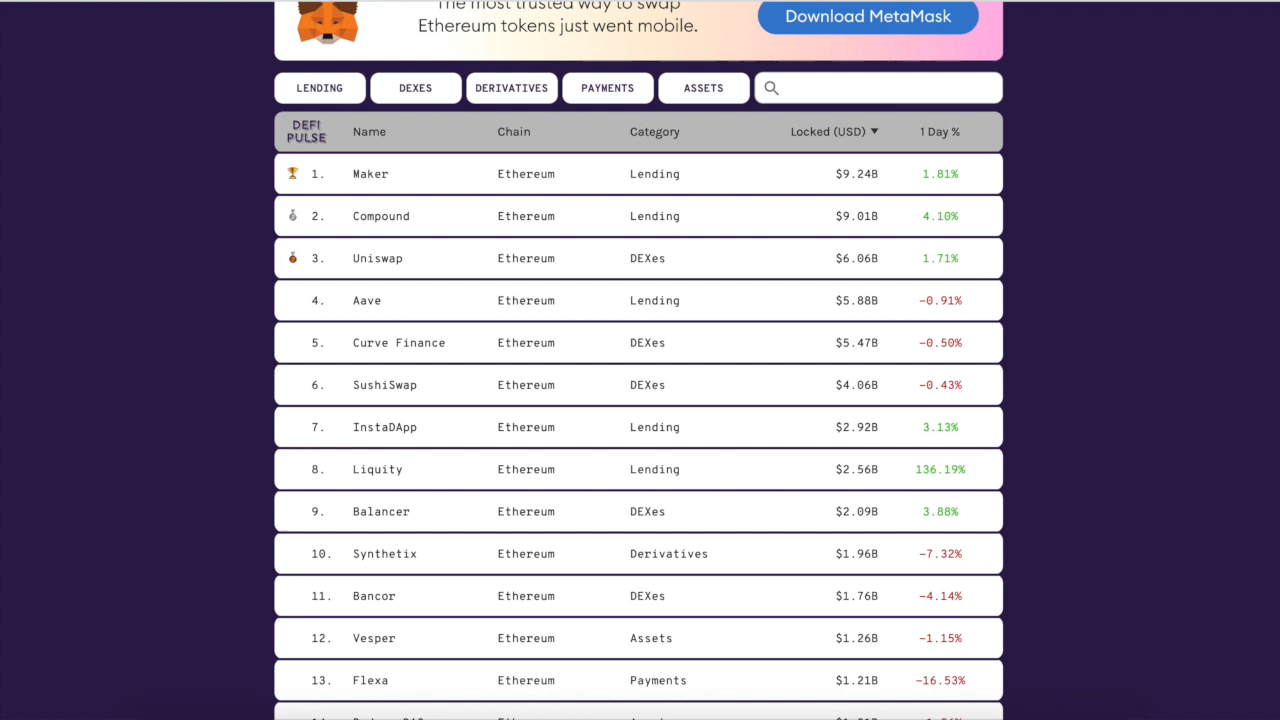 The most trusted way to swap
Ethereum tokens just went mobile.
Download MetaMask
LENDING DEXES DERIVATIVES PAYMENTS ASSETS
DEFI PULSE Name Chain Category Locked (USD) ▼ 1 Day %
1. Maker Ethereum Lending $9.24B 1.81%
2. Compound Ethereum Lending $9.01B 4.10%
3. Uniswap Ethereum DEXes $6.06B 1.71%
4. Aave Ethereum Lending $5.88B -0.91%
5. Curve Finance Ethereum DEXes $5.47B -0.50%
6. SushiSwap Ethereum DEXes $4.06B -0.43%
7. InstaDApp Ethereum Lending $2.92B 3.13%
8. Liquity Ethereum Lending $2.56B 136.19%
9. Balancer Ethereum DEXes $2.09B 3.88%
10. Synthetix Ethereum Derivatives $1.96B -7.32%
11. Bancor Ethereum DEXes $1.76B -4.14%
12. Vesper Ethereum Assets $1.26B -1.15%
13. Flexa Ethereum Payments $1.21B -16.53%